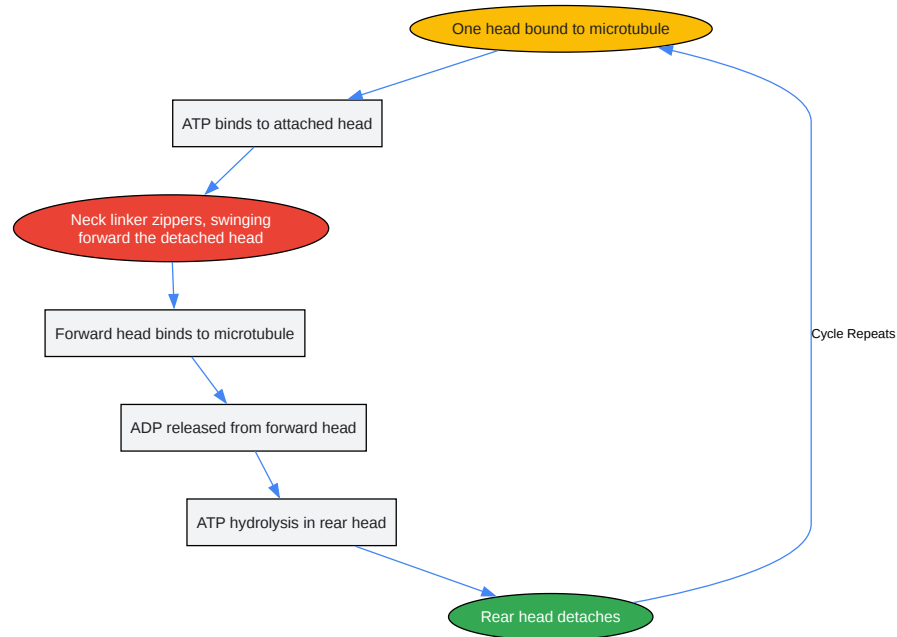 One head bound to microtubule
ATP binds to attached head
Neck linker zippers, swinging
forward the detached head
Forward head binds to microtubule
Cycle Repeats
ADP released from forward head
ATP hydrolysis in rear head
Rear head detaches